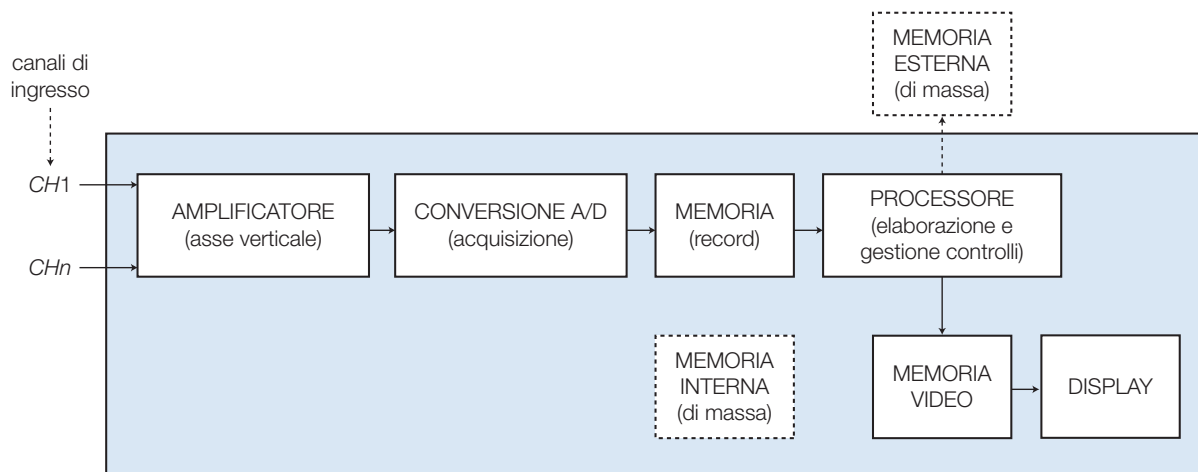 canali di
ingresso
CH1
CHn
AMPLIFICATORE
(asse verticale)
CONVERSIONE A/D
(acquisizione)
MEMORIA
(record)
PROCESSORE
(elaborazione e
gestione controlli)
MEMORIA
ESTERNA
(di massa)
MEMORIA
INTERNA
(di massa)
MEMORIA
VIDEO
DISPLAY